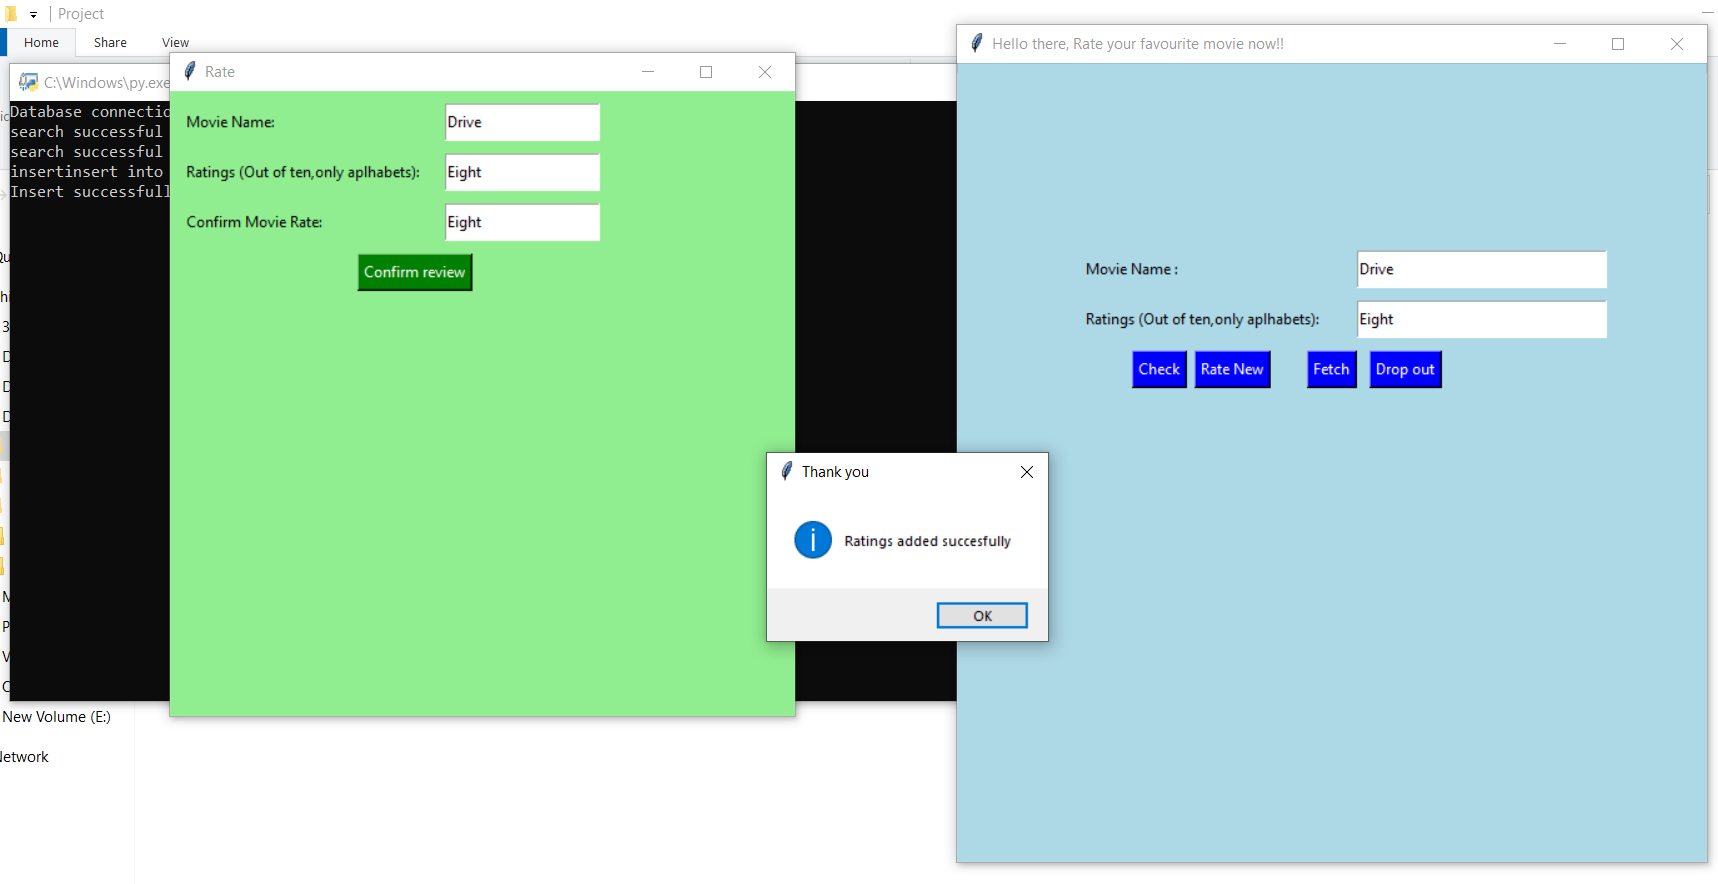 Project
Home Share View
C:\Windows\py.exe
Database connectio
search successful
search successful
insertinsert into
Insert successfull
New Volume (E:)
Network
Rate
Movie Name: Drive
Ratings (Out of ten,only aplhabets): Eight
Confirm Movie Rate: Eight
Confirm review
Hello there, Rate your favourite movie now!!
Movie Name : Drive
Ratings (Out of ten,only aplhabets): Eight
Check Rate New Fetch Drop out
Thank you
Ratings added succesfully
OK